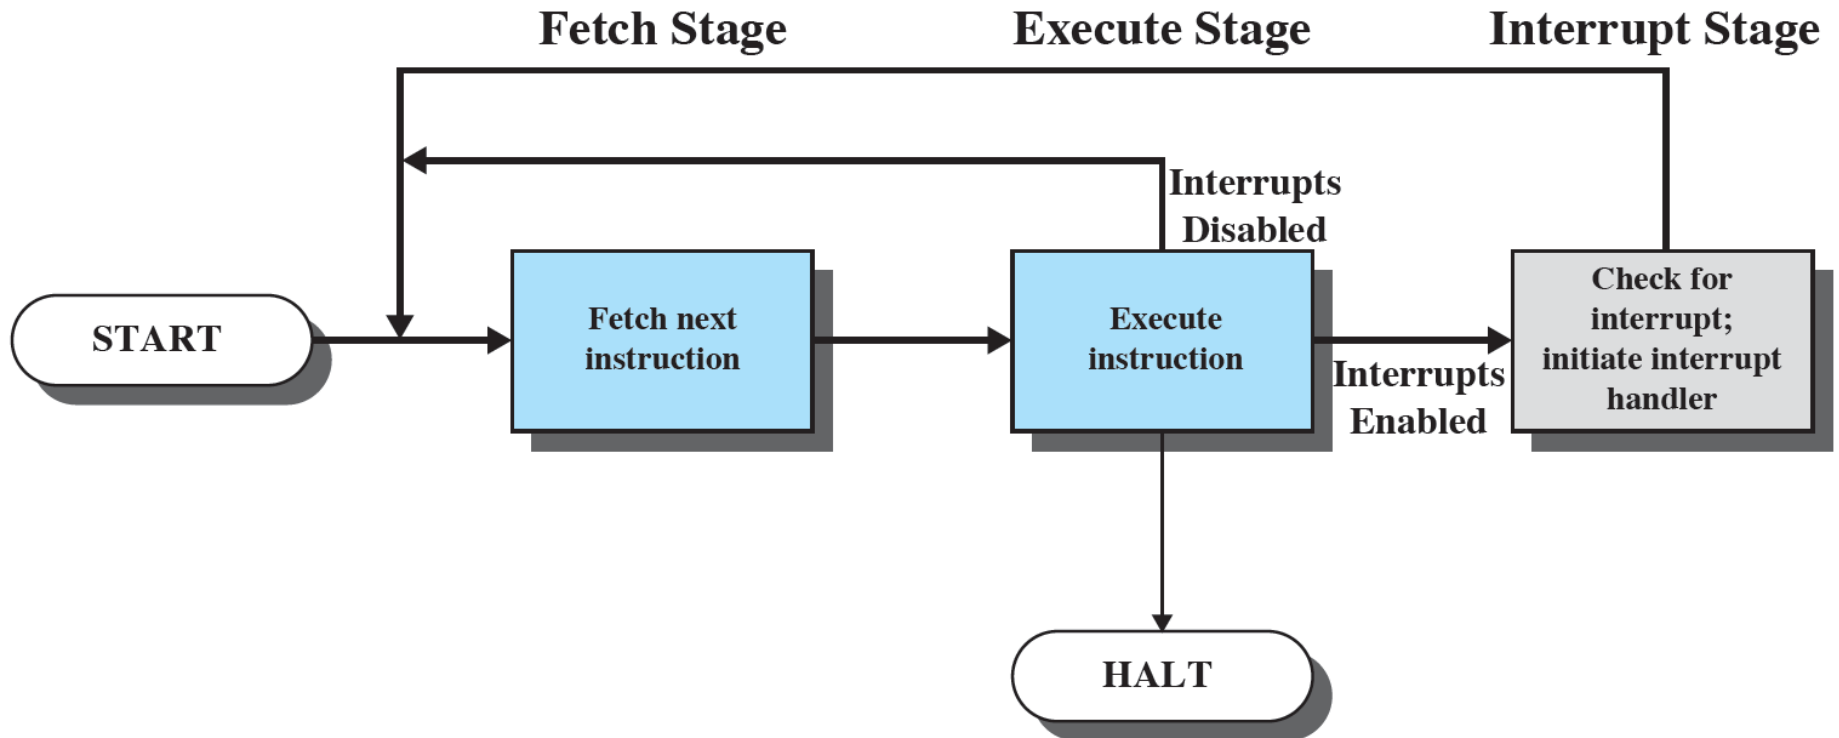 Fetch Stage
Execute Stage
Interrupt Stage
Interrupts
Disabled
START
Fetch next
instruction
Execute
instruction
Interrupts
Enabled
Check for
interrupt;
initiate interrupt
handler
HALT